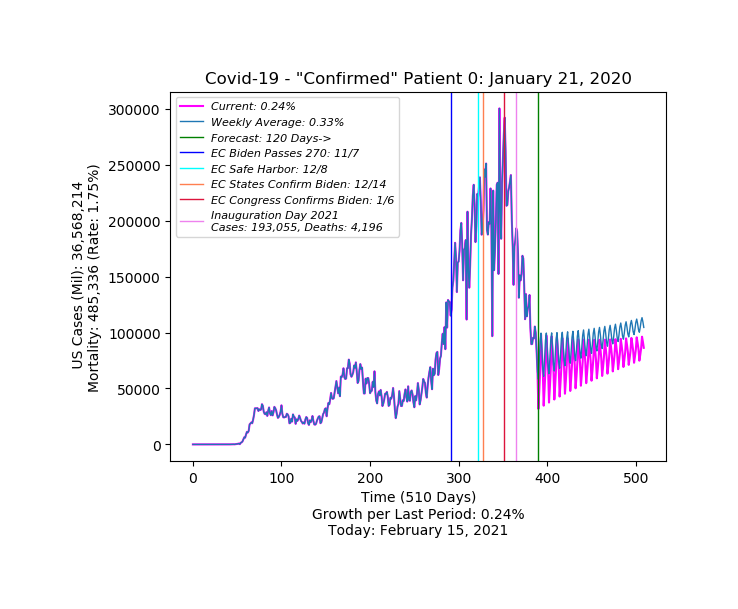 Covid-19 - "Confirmed" Patient 0: January 21, 2020
Current: 0.24%
Weekly Average: 0.33%
Forecast: 120 Days->
EC Biden Passes 270: 11/7
EC Safe Harbor: 12/8
EC States Confirm Biden: 12/14
EC Congress Confirms Biden: 1/6
Inauguration Day 2021
Cases: 193,055, Deaths: 4,196
US Cases (Mil): 36,568,214
Mortality: 485,336 (Rate: 1.75%)
300000
250000
200000
150000
100000
50000
0
0 100 200 300 400 500
Time (510 Days)
Growth per Last Period: 0.24%
Today: February 15, 2021